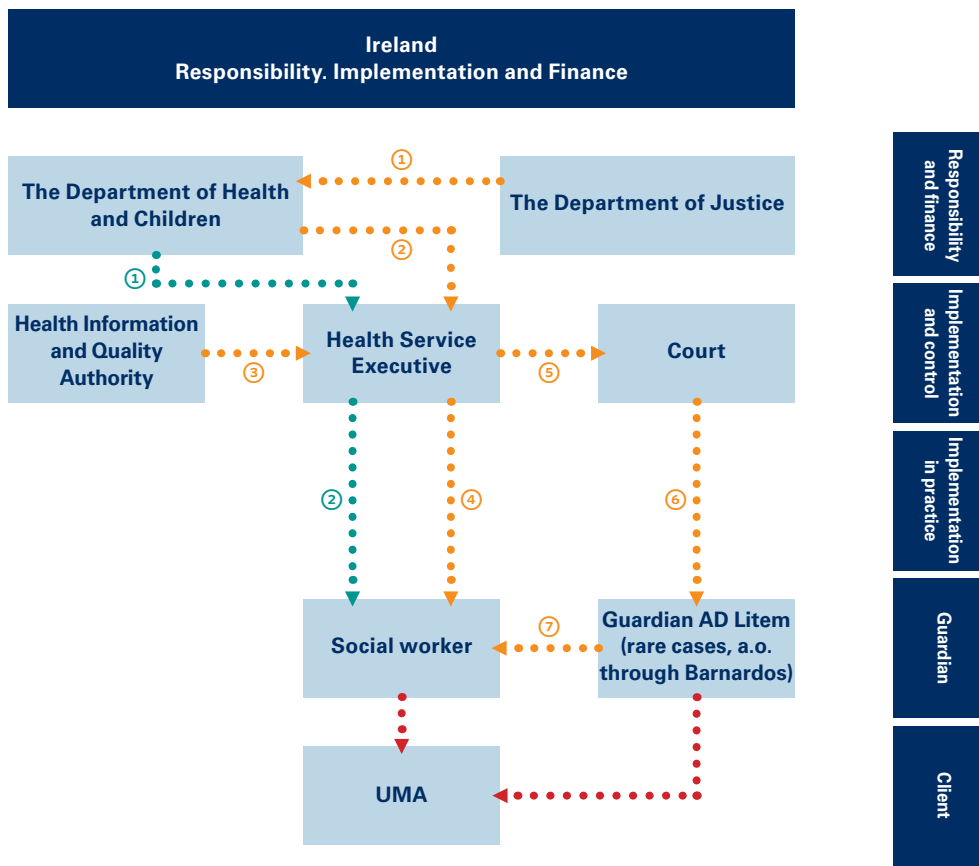 Ireland
Responsibility. Implementation and Finance
The Department of Health
and Children
1
The Department of Justice
2
1
Health Information
and Quality
Authority
3
Health Service
Executive
5
Court
2
4
6
Social worker
7
Guardian AD Litem
(rare cases, a.o.
through Barnardos)
UMA
Responsibility
and finance
Implementation
and control
Implementation
in practice
Guardian
Client